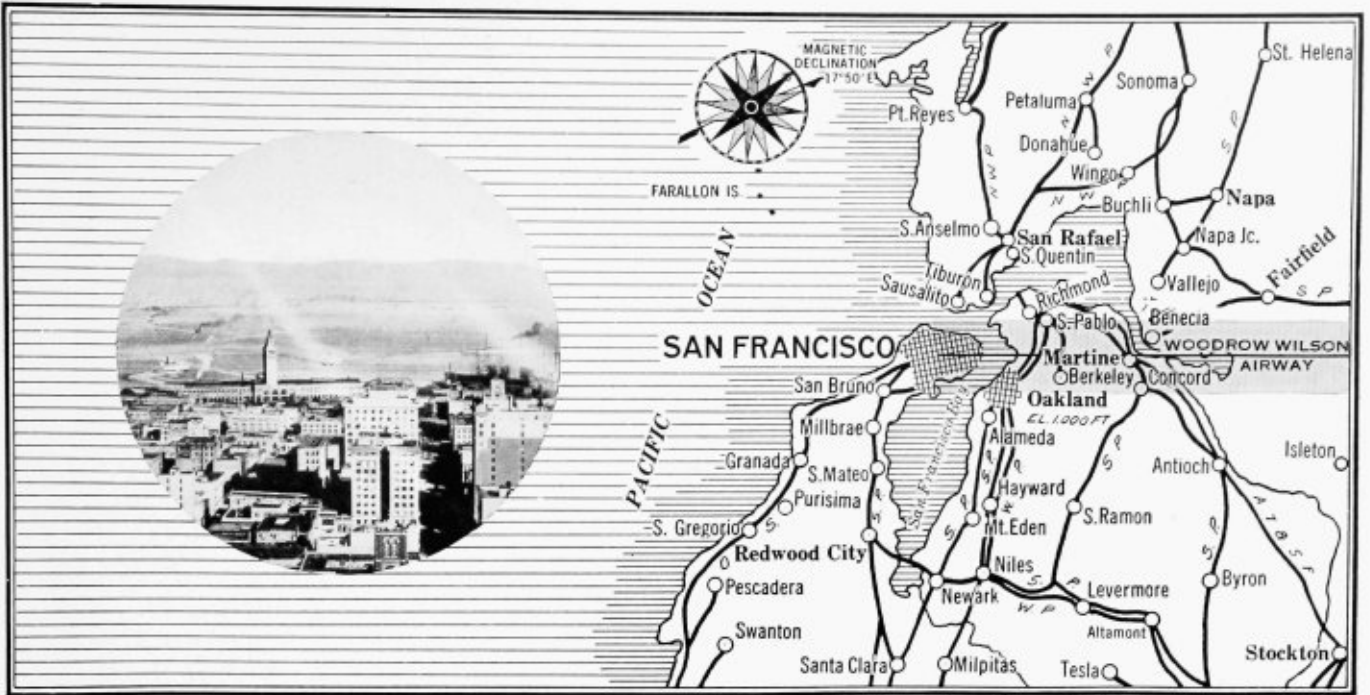 MAGNETIC
DECLINATION
17°50'E
St. Helena
Sonoma
Petaluma
Pt. Reyes
Donahue
Wingo
FARALLON IS.
Buchli
Napa
S. Anselmo
San Rafael
Napa Jc.
S. Quentin
Fairfield
Tiburon
Vallejo
Sausalito
Richmond
S. Pablo
Benecia
OCEAN
SAN FRANCISCO
WOODROW WILSON
AIRWAY
Martine
Berkeley
Concord
San Bruno
Oakland
EL. 1,000 FT
Millbrae
Alameda
San Francisco Bay
Granada
S. Mateo
Antioch
Isleton
PACIFIC
Purisima
Hayward
S. Ramon
Mt. Eden
S. Gregorio
Redwood City
Niles
Pescadera
Newark
Levermore
Byron
Altamont
Swanton
Santa Clara
Milpitas
Tesla
Stockton
N W P
N W P
S P
S P
S P
S P
S P
W P
S P
S P
S. P
W P
A T & S F
O. S.